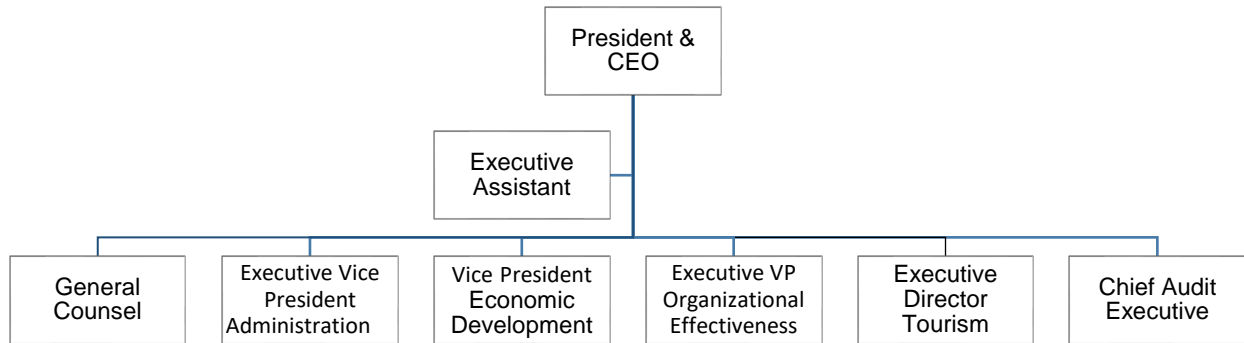 President &
CEO
Executive
Assistant
General
Counsel
Executive Vice
President
Administration
Vice President
Economic
Development
Executive VP
Organizational
Effectiveness
Executive
Director
Tourism
Chief Audit
Executive